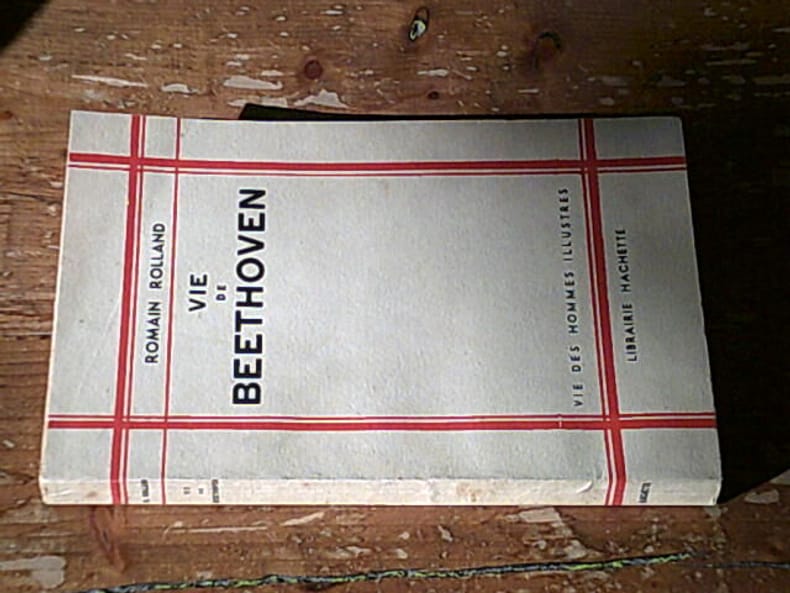 ROMAIN ROLLAND
VIE
DE
BEETHOVEN
VIE DES HOMMES ILLUSTRES
LIBRAIRIE HACHETTE